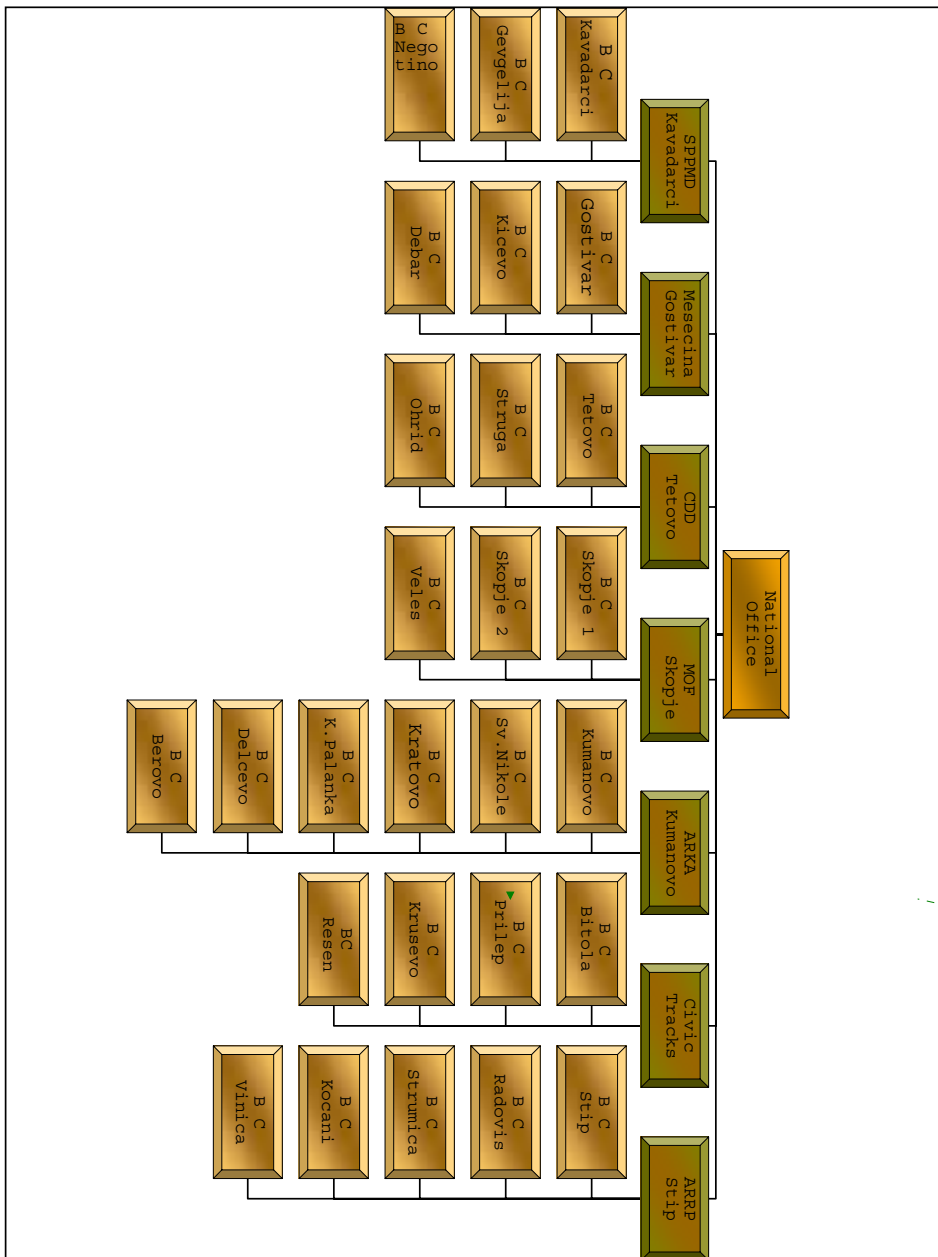 National
Office
SPPMD
Kavadarci
Mesecina
Gostivar
CDD
Tetovo
MOF
Skopje
ARKA
Kumanovo
Civic
Tracks
ARRP
Stip
B C
Kavadarci
B C
Gostivar
B C
Tetovo
B C
Skopje 1
B C
Kumanovo
B C
Bitola
B C
Stip
B C
Gevgelija
B C
Kicevo
B C
Struga
B C
Skopje 2
B C
Sv.Nikole
B C
Prilep
B C
Radovis
B C
Nego
tino
B C
Debar
B C
Ohrid
B C
Veles
B C
Kratovo
B C
Krusevo
B C
Strumica
B C
K.Palanka
BC
Resen
B C
Kocani
B C
Delcevo
B C
Vinica
B C
Berovo